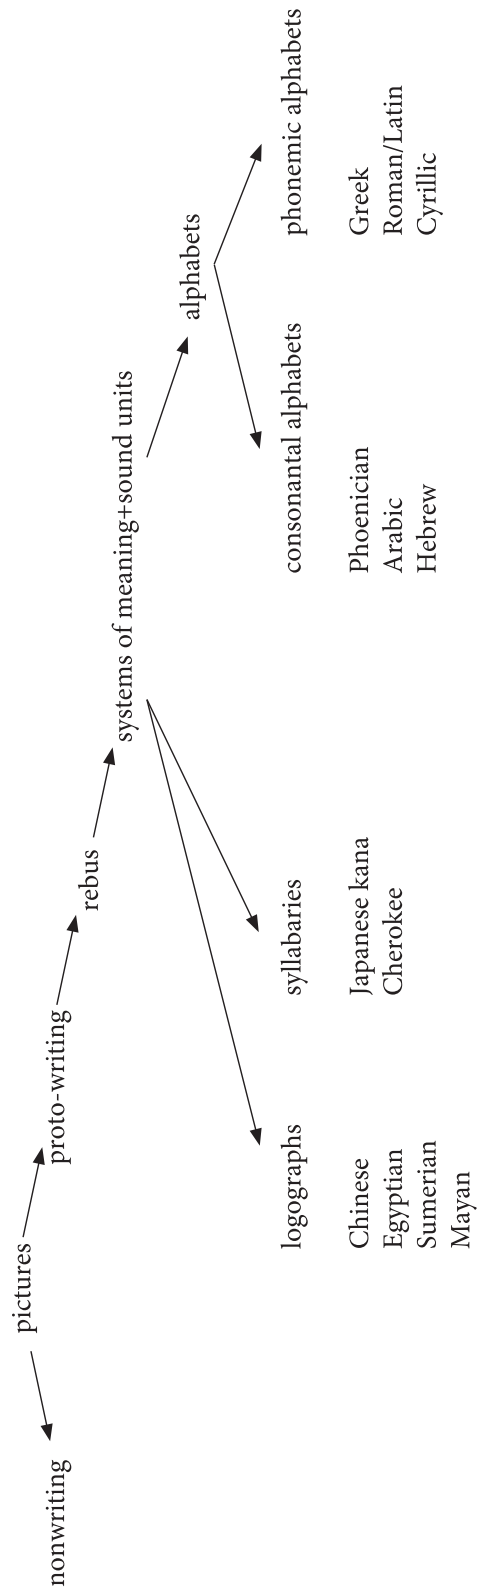 pictures
nonwriting
proto-writing
rebus
systems of meaning+sound units
alphabets
logographs
syllabaries
consonantal alphabets
phonemic alphabets
Chinese
Egyptian
Sumerian
Mayan
Japanese kana
Cherokee
Phoenician
Arabic
Hebrew
Greek
Roman/Latin
Cyrillic